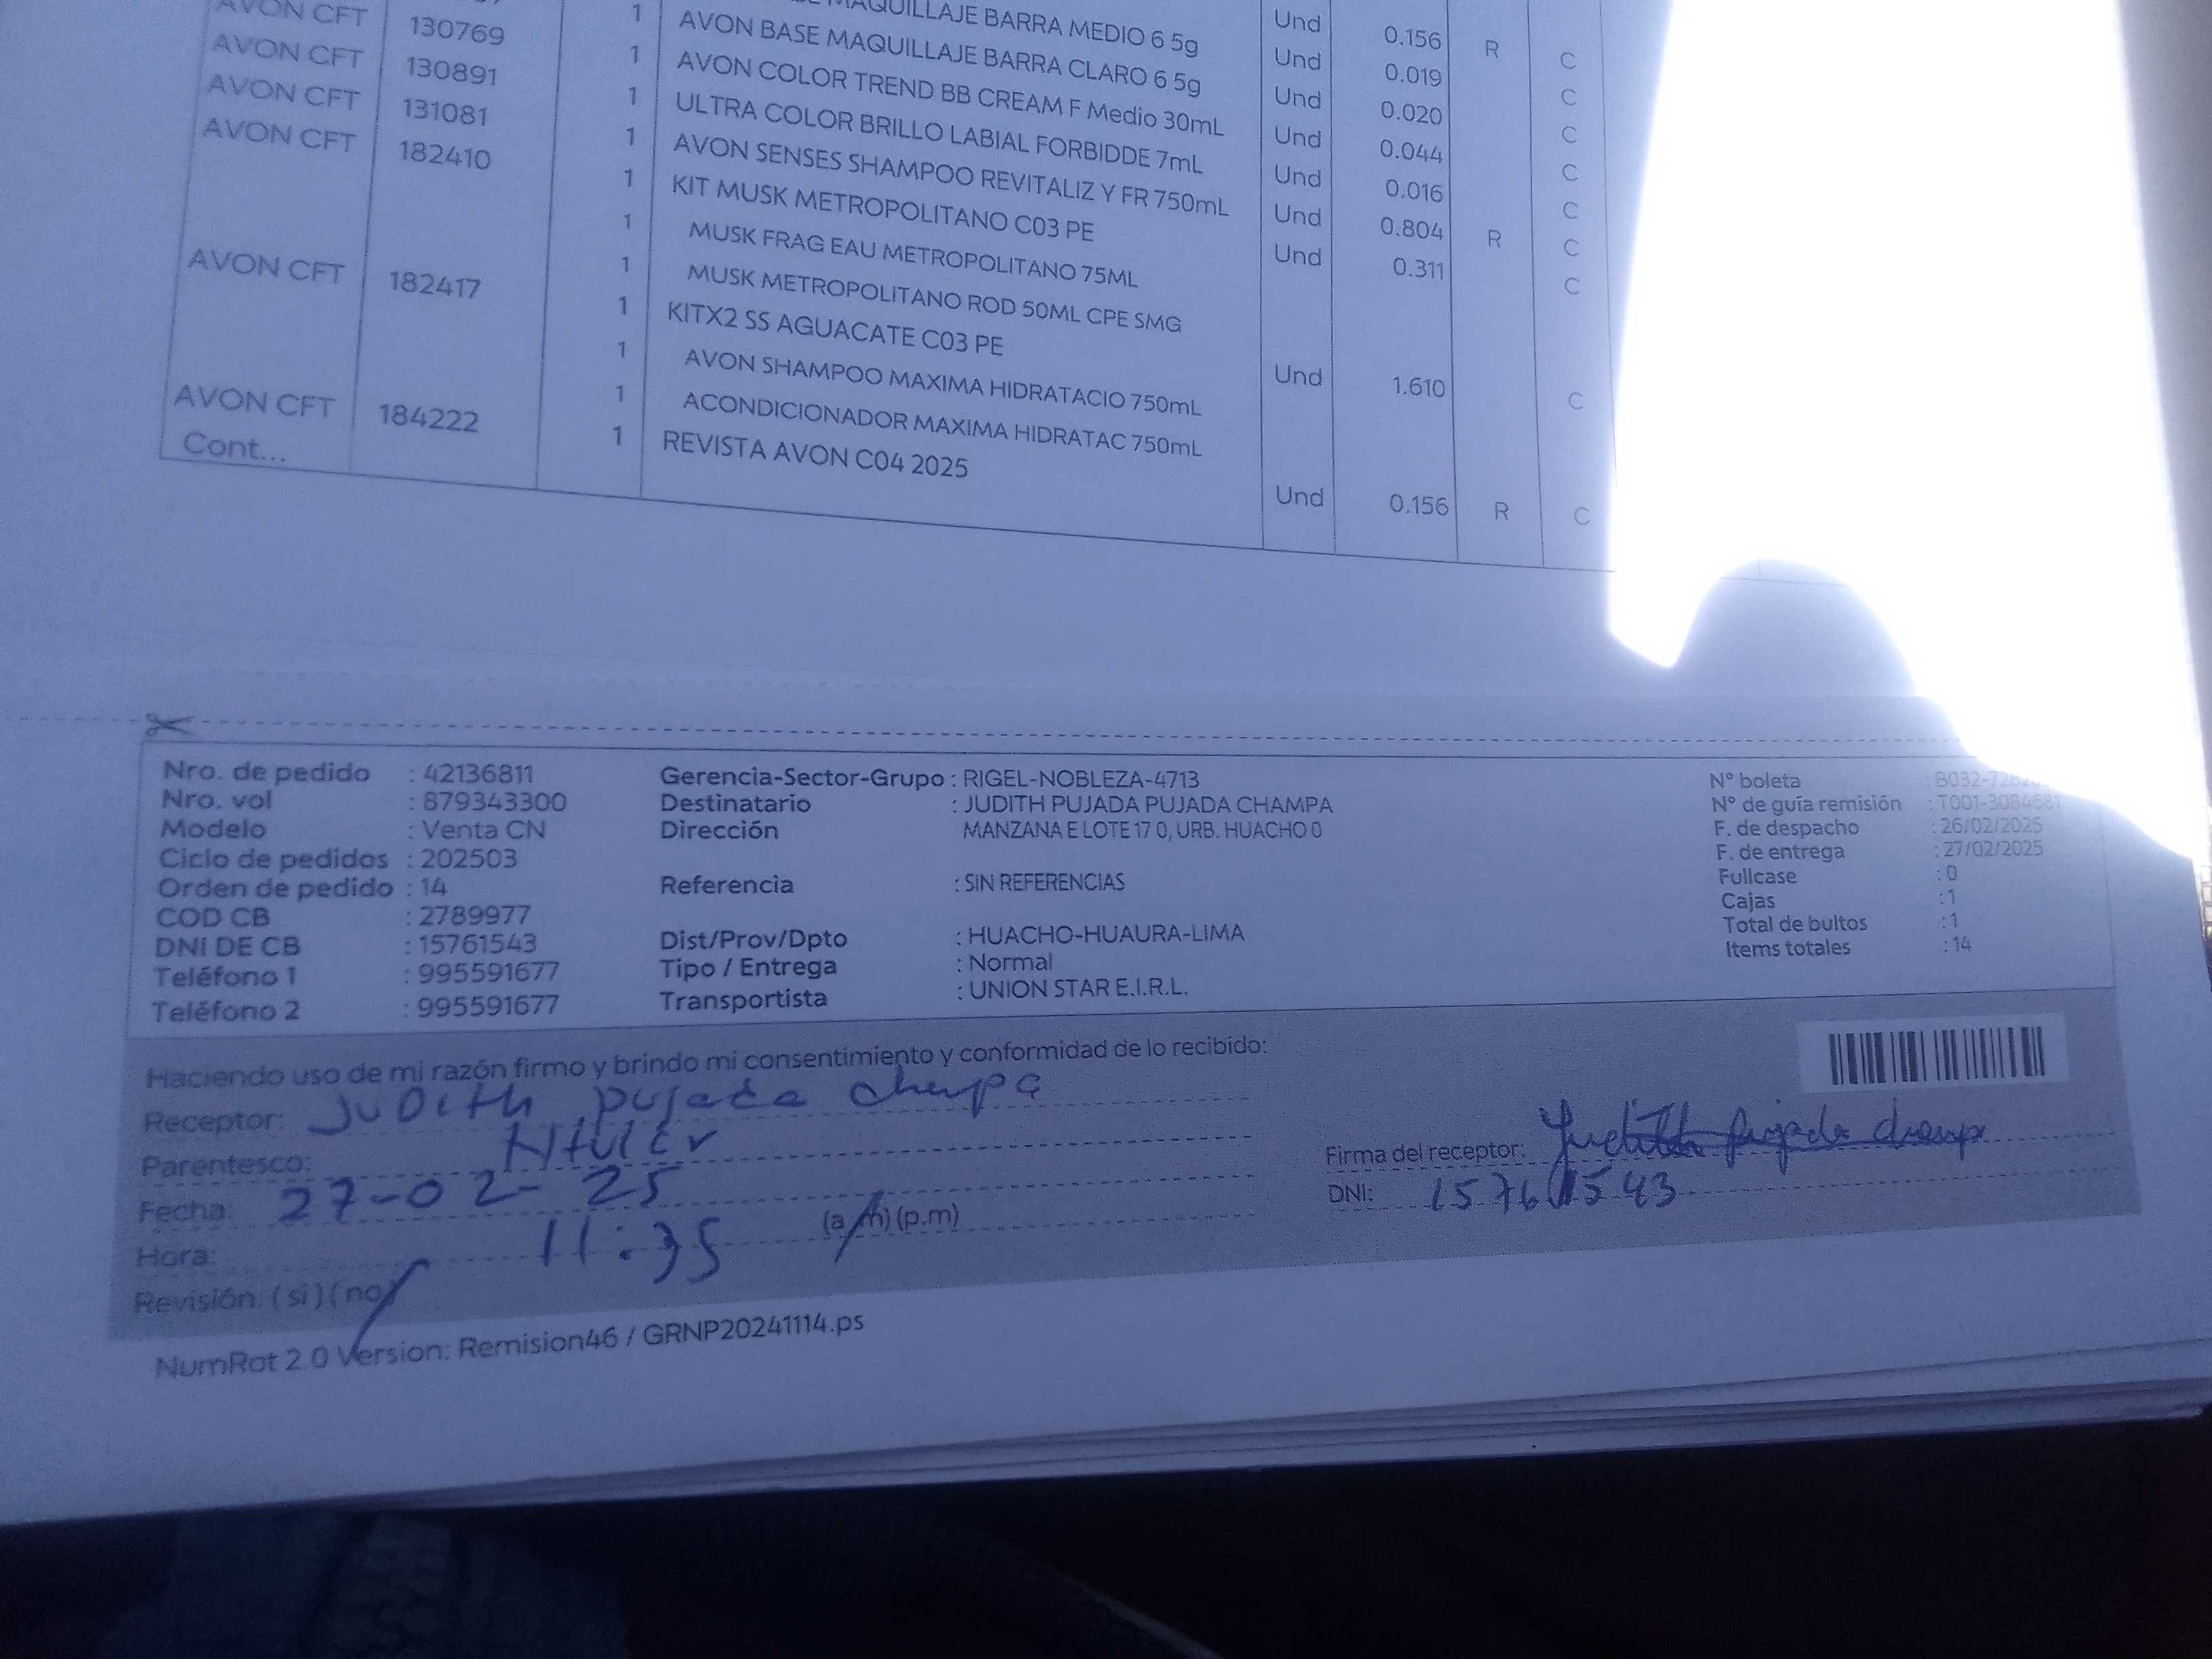 AVON CFT 130769 1 MAQUILLAJE BARRA MEDIO 6 5g Und 0.156 R C
AVON CFT 130891 1 AVON BASE MAQUILLAJE BARRA CLARO 6 5g Und 0.019 C
AVON CFT 131081 1 AVON COLOR TREND BB CREAM F Medio 30mL Und 0.020 C
AVON CFT 182410 1 ULTRA COLOR BRILLO LABIAL FORBIDDE 7mL Und 0.044 C
1 AVON SENSES SHAMPOO REVITALIZ Y FR 750mL Und 0.016 C
1 KIT MUSK METROPOLITANO C03 PE Und 0.804 R C
1 MUSK FRAG EAU METROPOLITANO 75ML Und 0.311 C
AVON CFT 182417 1 MUSK METROPOLITANO ROD 50ML CPE SMG
1 KITX2 SS AGUACATE C03 PE Und 1.610 C
1 AVON SHAMPOO MAXIMA HIDRATACIO 750mL
1 ACONDICIONADOR MAXIMA HIDRATAC 750mL
AVON CFT 184222 1 REVISTA AVON C04 2025 Und 0.156 R C
Cont...
Nro. de pedido : 42136811 Gerencia-Sector-Grupo : RIGEL-NOBLEZA-4713 N° boleta : B032-
Nro. vol : 879343300 Destinatario : JUDITH PUJADA PUJADA CHAMPA N° de guía remisión : T001-3084681
Modelo : Venta CN Dirección MANZANA E LOTE 17 0, URB. HUACHO 0 F. de despacho : 26/02/2025
Ciclo de pedidos : 202503 F. de entrega : 27/02/2025
Orden de pedido : 14 Referencia : SIN REFERENCIAS Fullcase : 0
COD CB : 2789977 Cajas : 1
DNI DE CB : 15761543 Dist/Prov/Dpto : HUACHO-HUAURA-LIMA Total de bultos : 1
Teléfono 1 : 995591677 Tipo / Entrega : Normal Items totales : 14
Teléfono 2 : 995591677 Transportista : UNION STAR E.I.R.L.
Haciendo uso de mi razón firmo y brindo mi consentimiento y conformidad de lo recibido:
Receptor: Judith pujada champa
Parentesco:
Firma del receptor: Judith pujada champ
Fecha: 27-02-25
DNI: 15761543
Hora: 11:35 (a.m) (p.m)
Revisión. (si) (no)
NumRot 2.0 Version: Remision46 / GRNP20241114.ps